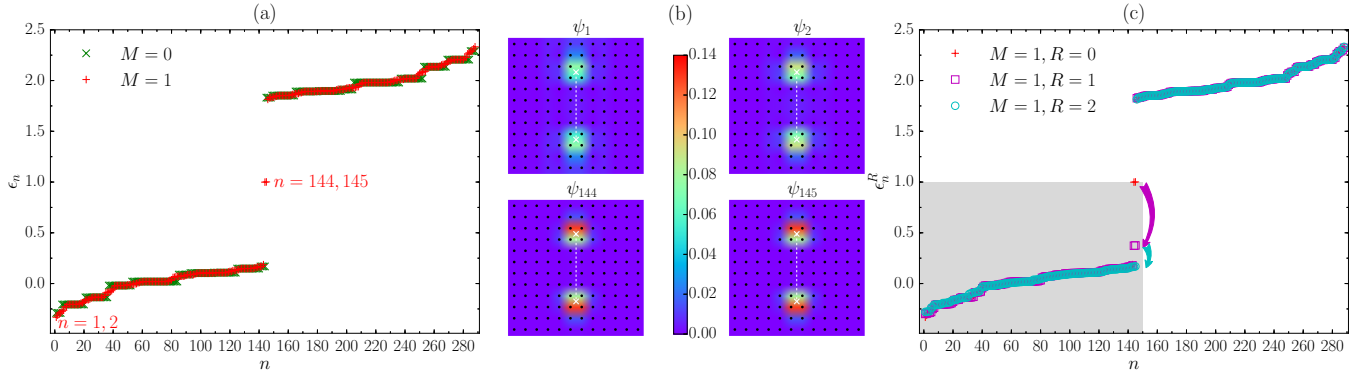 (a)
2.5
2.0
1.5
1.0
0.5
0.0
ϵₙ
× M = 0
+ M = 1
n = 144, 145
n = 1, 2
0 20 40 60 80 100 120 140 160 180 200 220 240 260 280
n
(b)
ψ₁
ψ₂
ψ₁₄₄
ψ₁₄₅
0.14
0.12
0.10
0.08
0.06
0.04
0.02
0.00
(c)
2.5
2.0
1.5
1.0
0.5
0.0
ϵₙᴿ
+ M = 1, R = 0
□ M = 1, R = 1
○ M = 1, R = 2
0 20 40 60 80 100 120 140 160 180 200 220 240 260 280
n